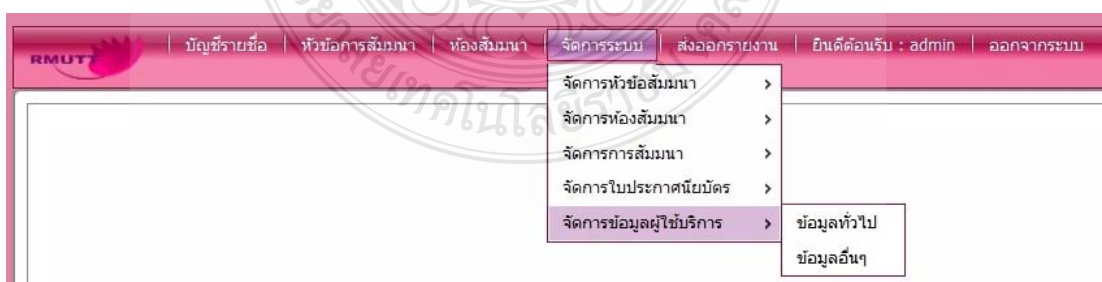 RMUTT บัญชีรายชื่อ | หัวข้อการสัมมนา | ห้องสัมมนา | จัดการระบบ | ส่งออกรายงาน | ยินดีต้อนรับ : admin | ออกจากระบบ
จัดการหัวข้อสัมมนา >
จัดการห้องสัมมนา >
จัดการการสัมมนา >
จัดการใบประกาศนียบัตร >
จัดการข้อมูลผู้ใช้บริการ > ข้อมูลทั่วไป
ข้อมูลอื่นๆ